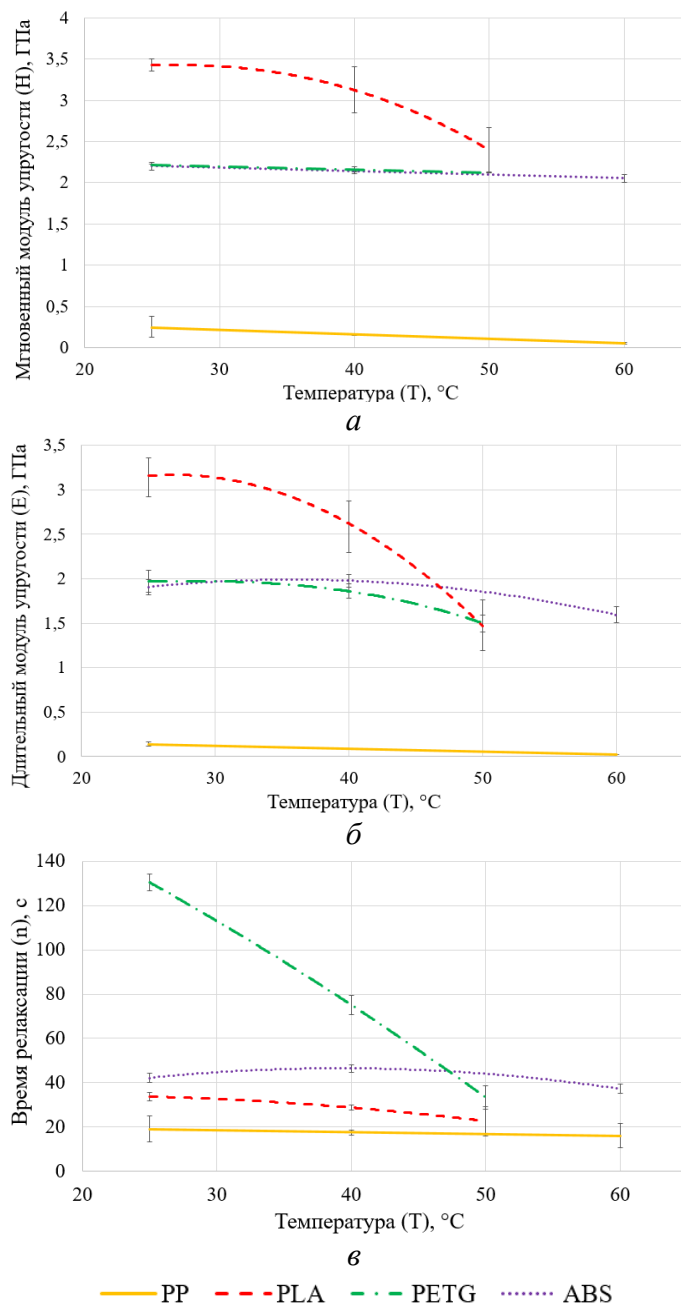 Мгновенный модуль упругости (H), ГПа
4
3,5
3
2,5
2
1,5
1
0,5
0
20 30 40 50 60
Температура (T), °C
а
Длительный модуль упругости (E), ГПа
3,5
3
2,5
2
1,5
1
0,5
0
20 30 40 50 60
Температура (T), °C
б
Время релаксации (n), с
140
120
100
80
60
40
20
0
20 30 40 50 60
Температура (T), °C
в
PP PLA PETG ABS